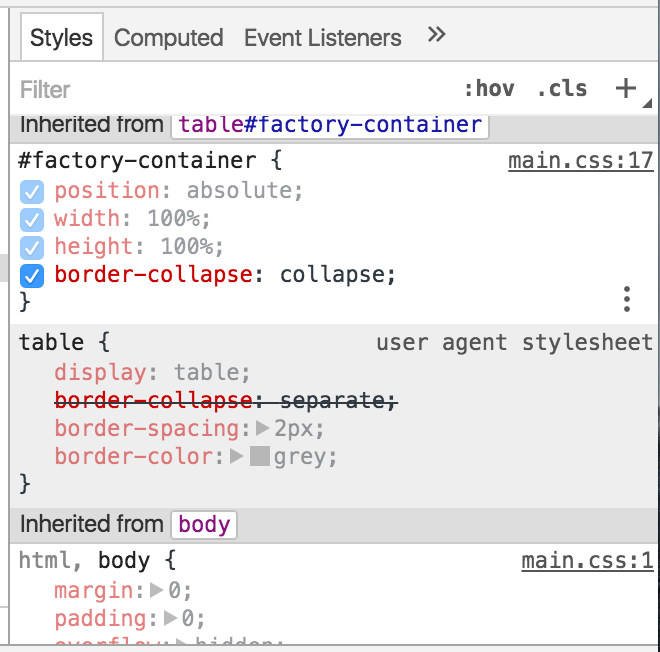 Styles Computed Event Listeners »
Filter :hov .cls +
Inherited from table#factory-container
#factory-container { main.css:17
position: absolute;
width: 100%;
height: 100%;
border-collapse: collapse;
}
table { user agent stylesheet
display: table;
border-collapse: separate;
border-spacing: 2px;
border-color: grey;
}
Inherited from body
html, body { main.css:1
margin: 0;
padding: 0;
overflow: hidden;